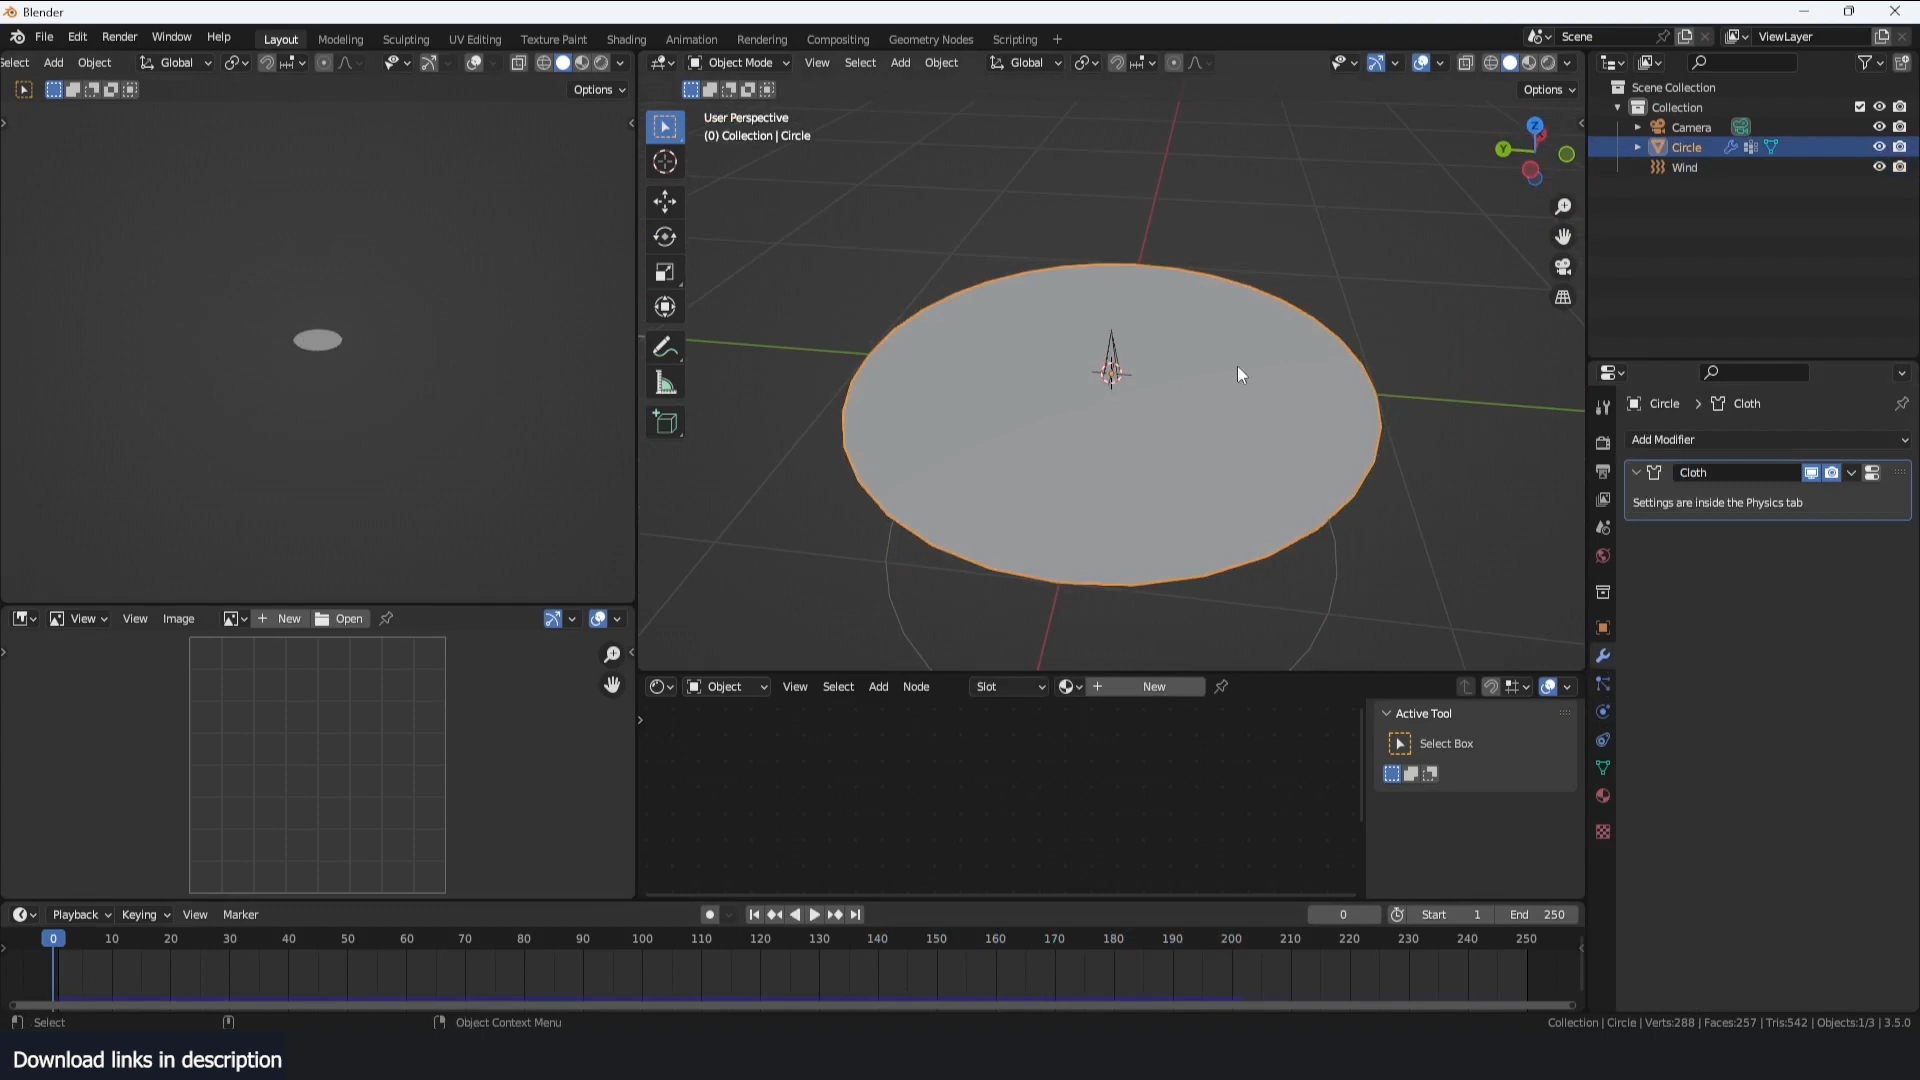 Blender
File Edit Render Window Help
Layout Modeling Sculpting UV Editing Texture Paint Shading Animation Rendering Compositing Geometry Nodes Scripting +
Scene
ViewLayer
elect Add Object
Global
Options
Object Mode View Select Add Object
Global
Options
User Perspective
(0) Collection | Circle
Z
Y
Scene Collection
Collection
Camera
Circle
Wind
Circle > Cloth
Add Modifier
Cloth
Settings are inside the Physics tab
View View Image + New Open
Object View Select Add Node Slot + New
Active Tool
Select Box
Playback Keying View Marker
0 Start 1 End 250
0 10 20 30 40 50 60 70 80 90 100 110 120 130 140 150 160 170 180 190 200 210 220 230 240 250
Select
Object Context Menu
Collection | Circle | Verts:288 | Faces:257 | Tris:542 | Objects:1/3 | 3.5.0
Download links in description